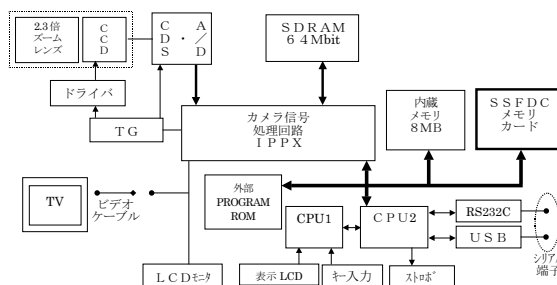 2.3倍
ズーム
レンズ
C
C
D
C
D
S
・
A
/
D
SDRAM
64Mbit
ドライバ
TG
カメラ信号
処理回路
IPPX
内蔵
メモリ
8MB
SSFDC
メモリ
カード
TV
ビデオ
ケーブル
外部
PROGRAM
ROM
CPU1
CPU2
RS232C
USB
シリアル
端子
LCDモニタ
表示LCD
キー入力
ストロボ